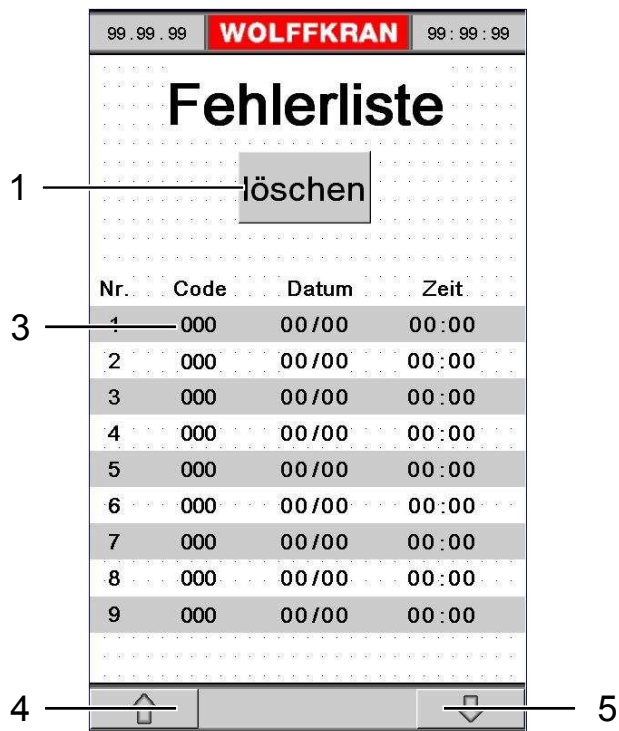 99.99.99 WOLFFKRAN 99:99:99
Fehlerliste
1 löschen
Nr. Code Datum Zeit
3 1 000 00/00 00:00
2 000 00/00 00:00
3 000 00/00 00:00
4 000 00/00 00:00
5 000 00/00 00:00
6 000 00/00 00:00
7 000 00/00 00:00
8 000 00/00 00:00
9 000 00/00 00:00
4 5